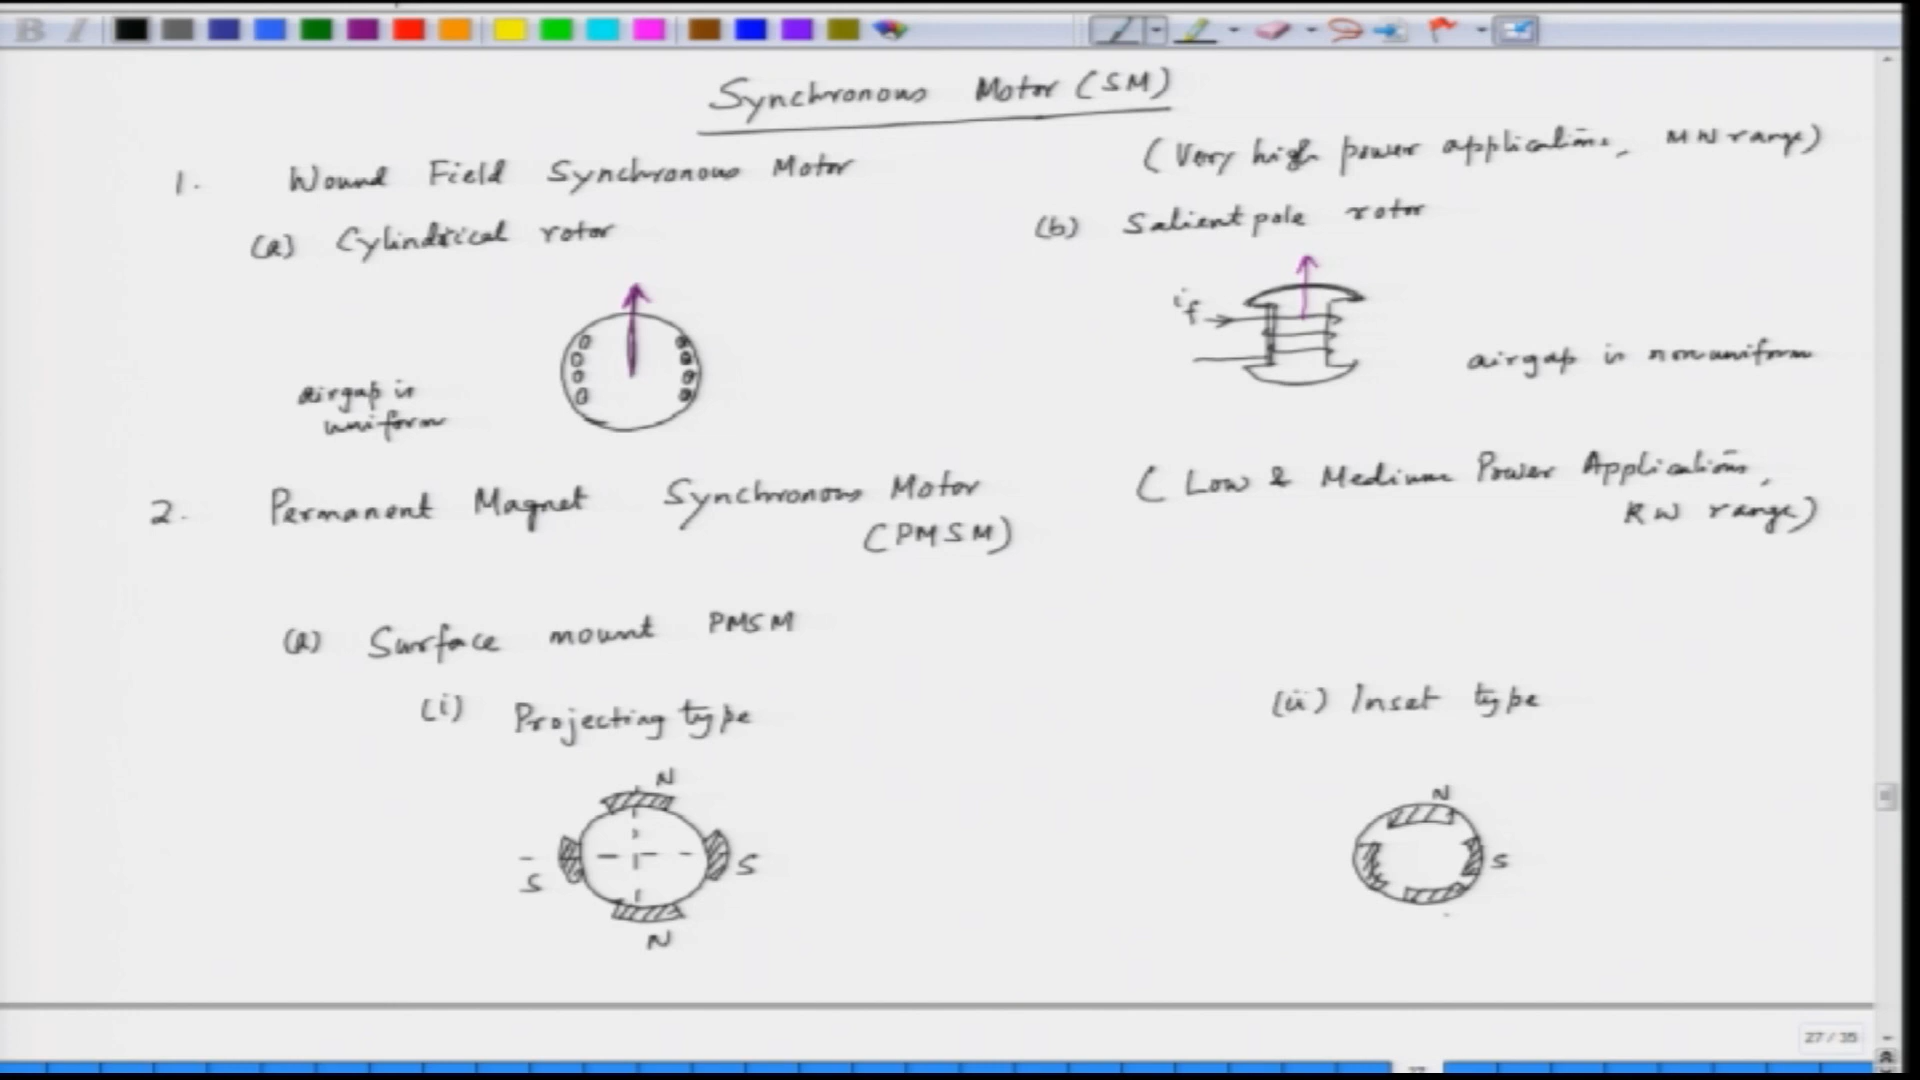 B I
Synchronous Motor (SM)
1. Wound Field Synchronous Motor (Very high power applications, MW range)
(a) Cylindrical rotor (b) Salient pole rotor
if
airgap is
uniform
airgap is nonuniform
2. Permanent Magnet Synchronous Motor (Low & Medium Power Applications,
(PMSM) KW range)
(a) Surface mount PMSM
(i) Projecting type (ii) Inset type
N N
S S S
N
27 / 35